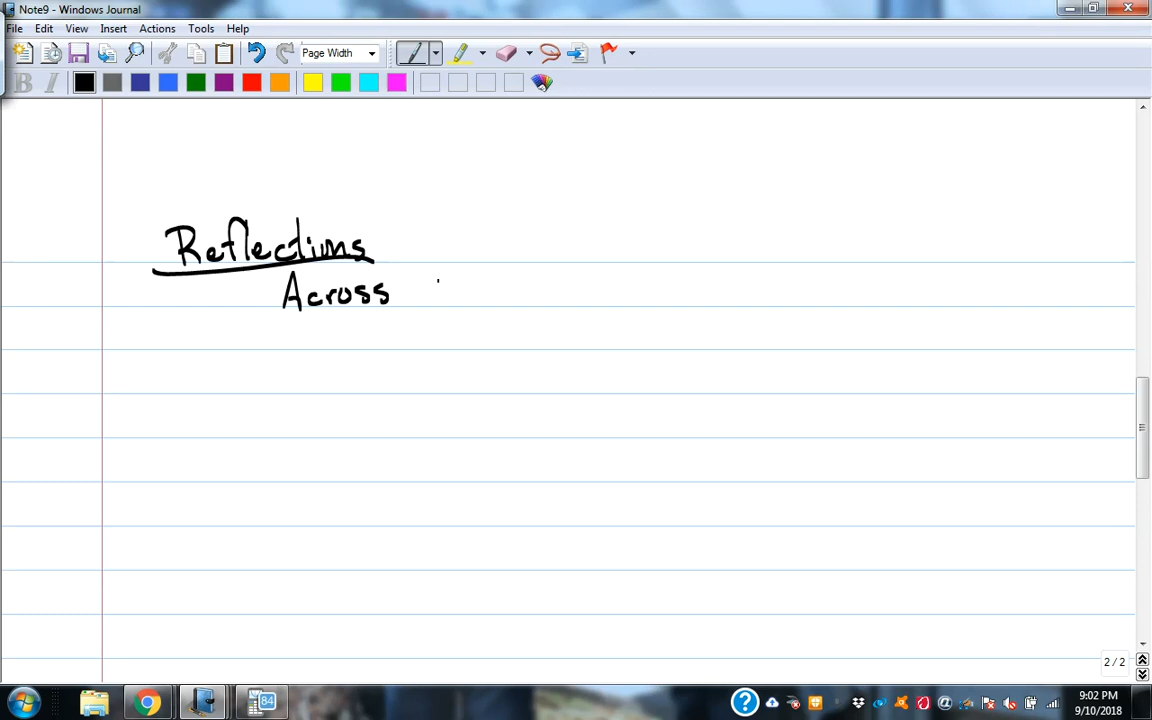 Note9 - Windows Journal
File Edit View Insert Actions Tools Help
Page Width
B I
Reflections
Across
2 / 2
84
9:02 PM
9/10/2018